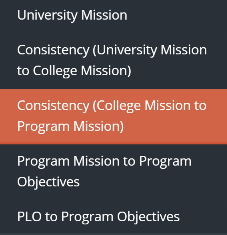 University Mission
Consistency (University Mission
to College Mission)
Consistency (College Mission to
Program Mission)
Program Mission to Program
Objectives
PLO to Program Objectives